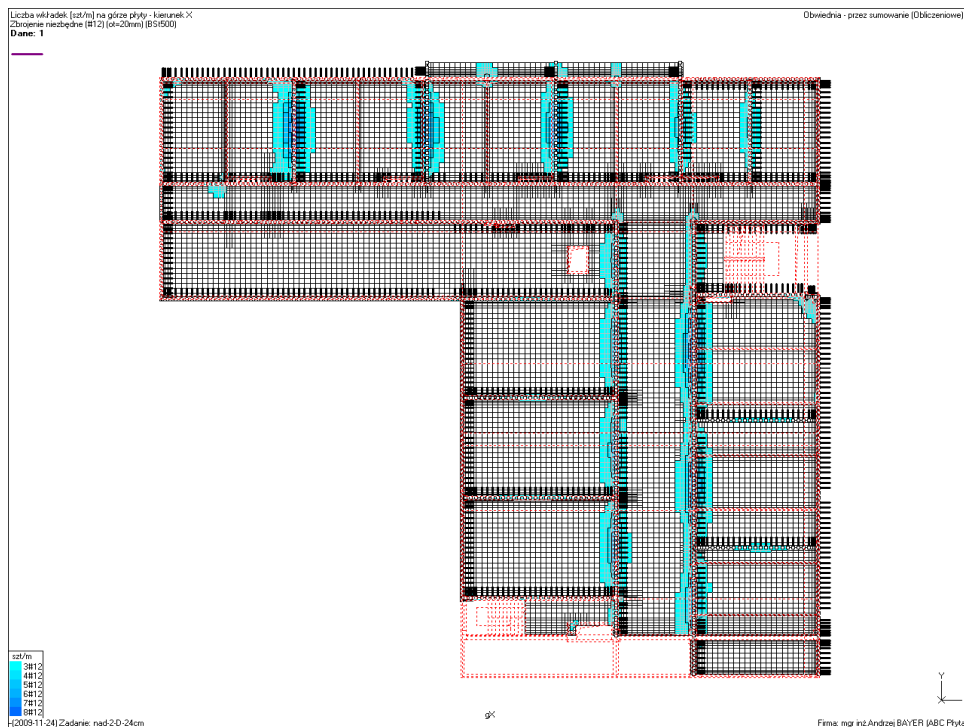 Liczba wkładek [szt/m] na górze płyty - kierunek X
Obwiednia - przez sumowanie (Obliczeniowe)
Zbrojenie niezbędne (#12) (ot=20mm) (BSt500)
Dane: 1
szt/m
3#12
4#12
5#12
6#12
7#12
8#12
Y
X
gX
-(2009-11-24) Zadanie: nad-2-D-24cm
Firma: mgr inż.Andrzej BAYER (ABC Płyta